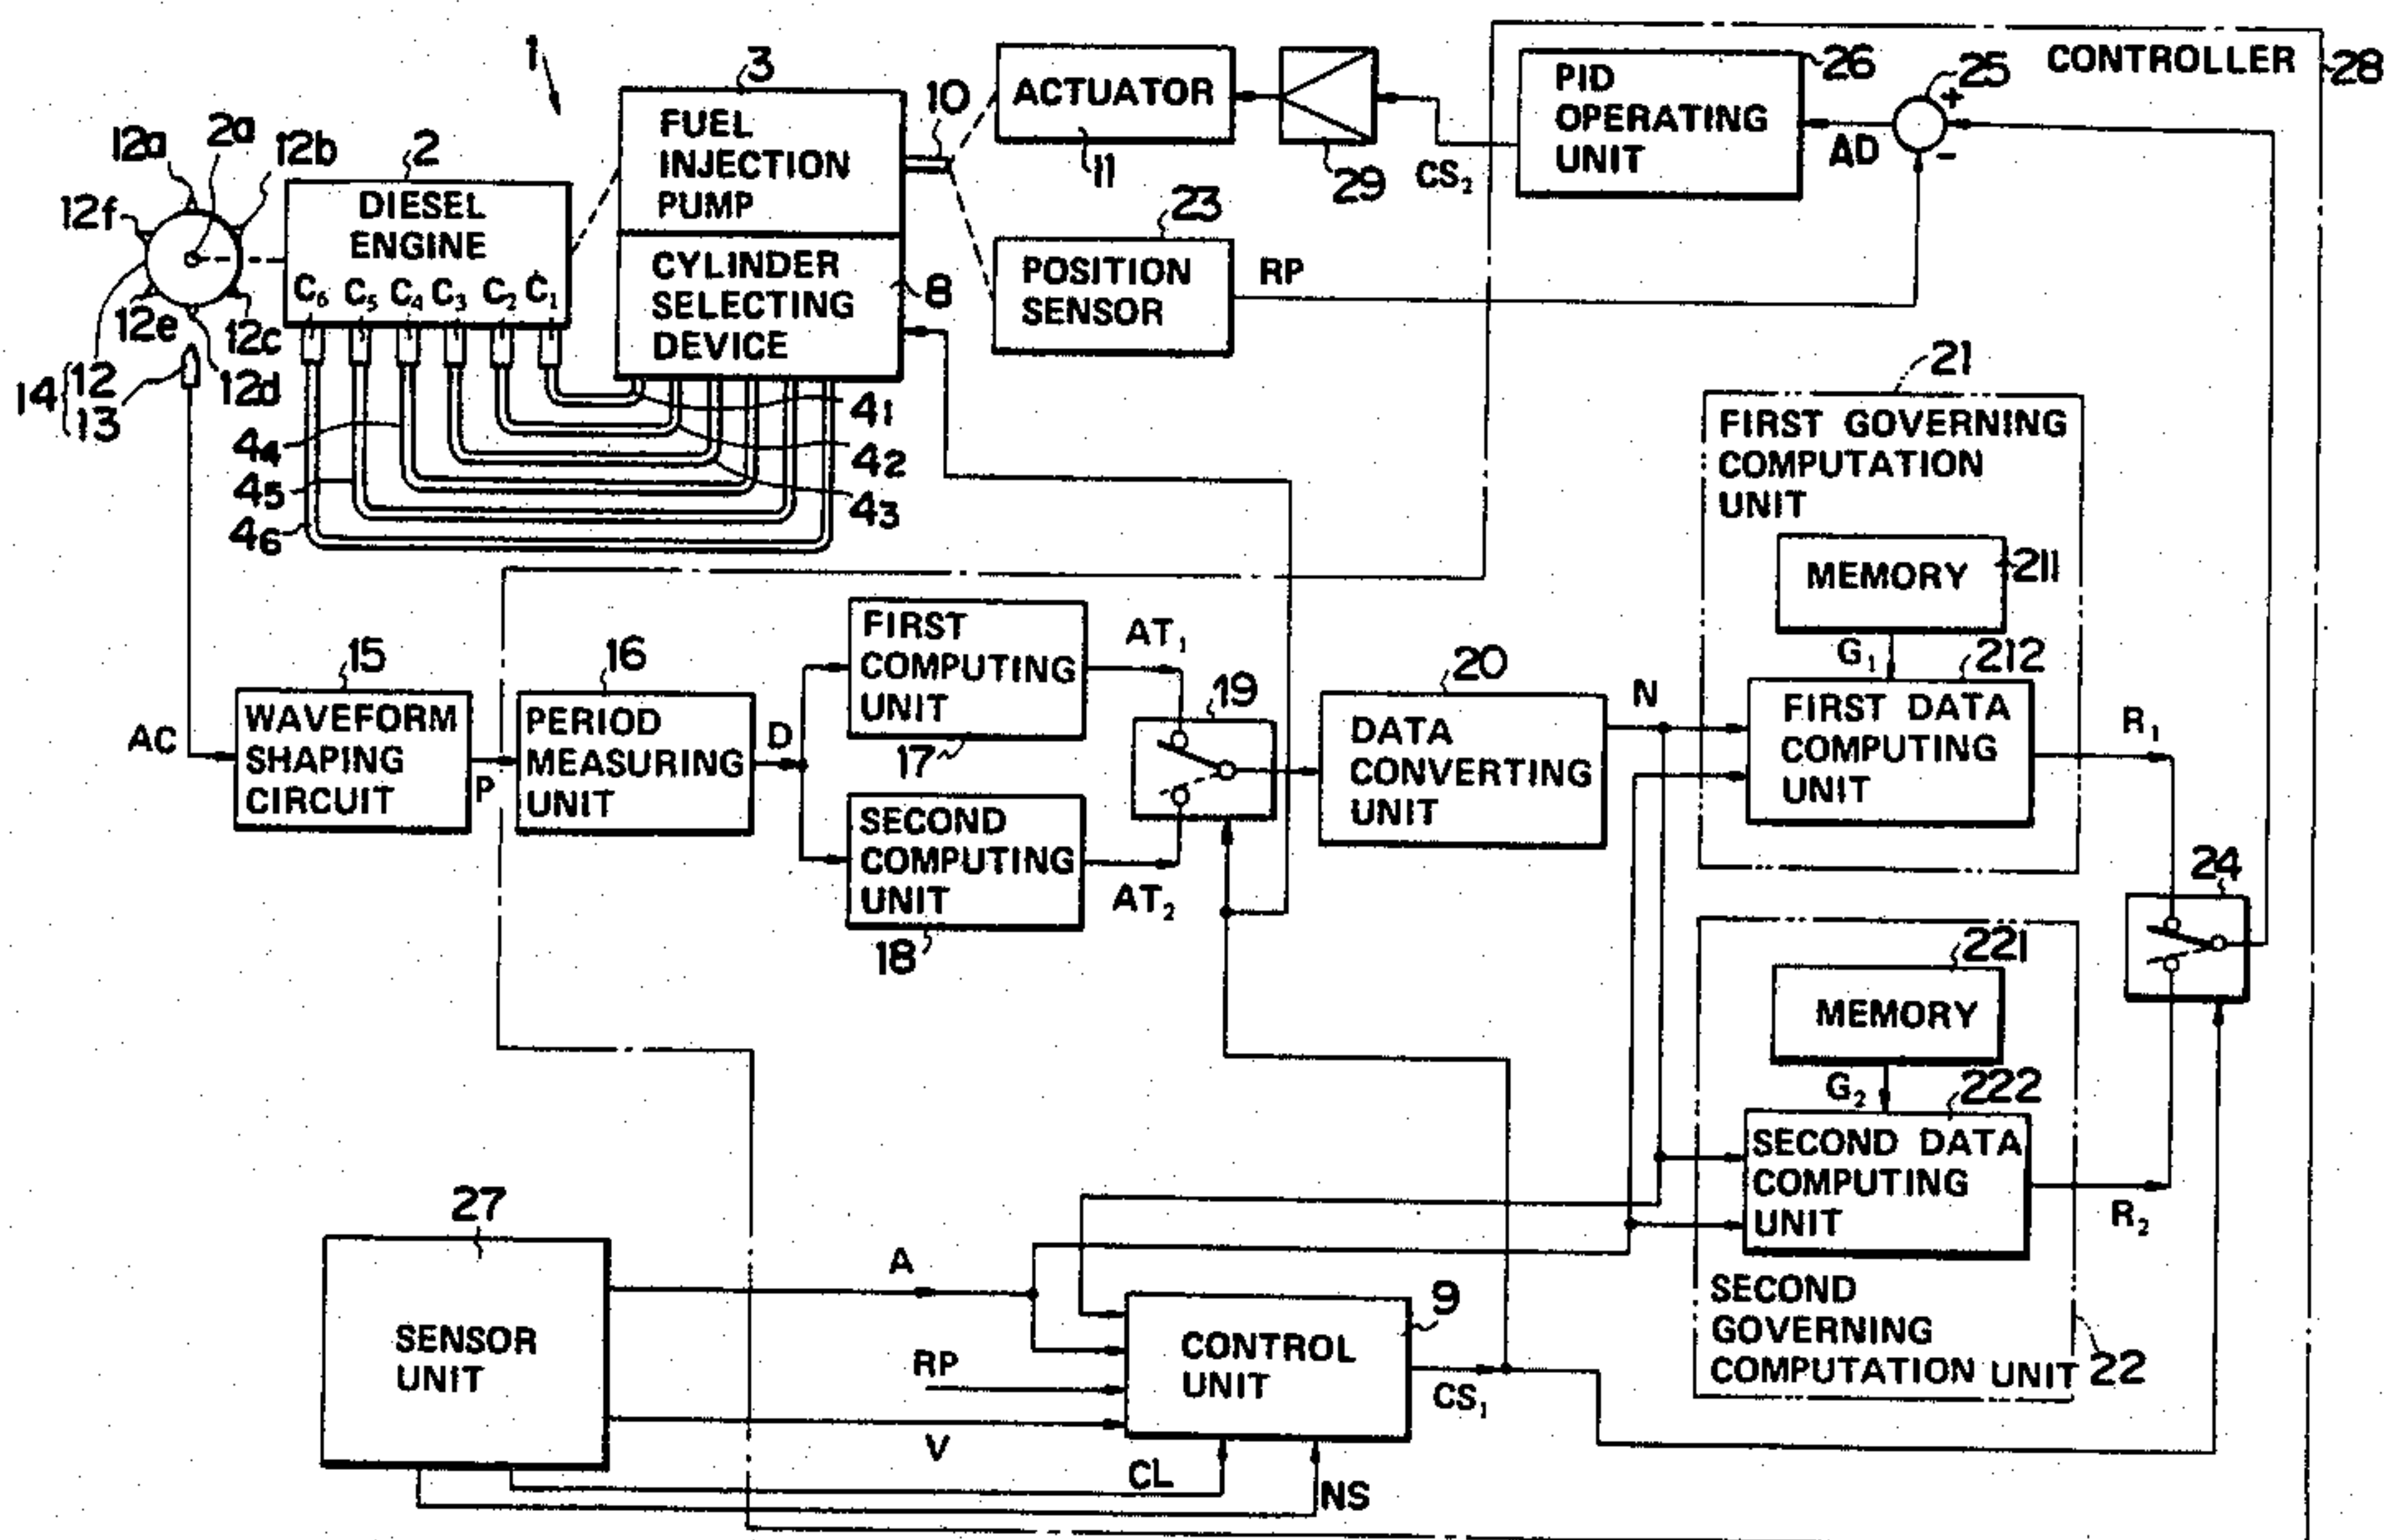 1
3
10
ACTUATOR
11
29
CS2
PID
OPERATING
UNIT
26
25
+
-
AD
CONTROLLER
28
FUEL
INJECTION
PUMP
12a
2a
12b
12f
12e
12c
12d
14
12
13
2
DIESEL
ENGINE
C6 C5 C4 C3 C2 C1
CYLINDER
SELECTING
DEVICE
8
23
POSITION
SENSOR
RP
41
42
43
44
45
46
21
FIRST GOVERNING
COMPUTATION
UNIT
MEMORY
211
G1
212
FIRST DATA
COMPUTING
UNIT
R1
AC
15
WAVEFORM
SHAPING
CIRCUIT
P
16
PERIOD
MEASURING
UNIT
D
FIRST
COMPUTING
UNIT
17
AT1
SECOND
COMPUTING
UNIT
18
AT2
19
20
DATA
CONVERTING
UNIT
N
24
221
MEMORY
G2
222
SECOND DATA
COMPUTING
UNIT
R2
SECOND
GOVERNING
COMPUTATION UNIT
22
27
SENSOR
UNIT
A
RP
V
CL
NS
9
CONTROL
UNIT
CS1